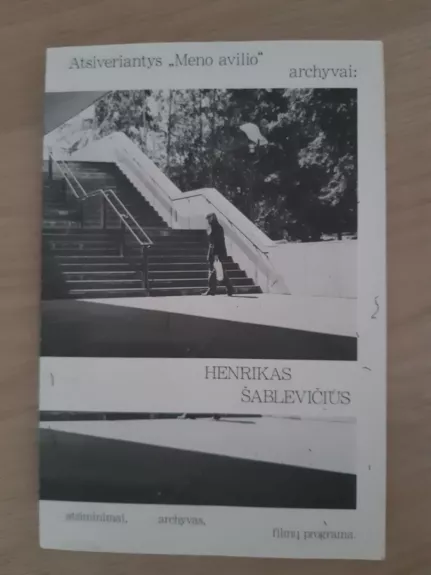 Atsiveriantys „Meno avilio“
archyvai:
HENRIKAS
ŠABLEVIČIUS
atsiminimai, archyvas,
filmų programa